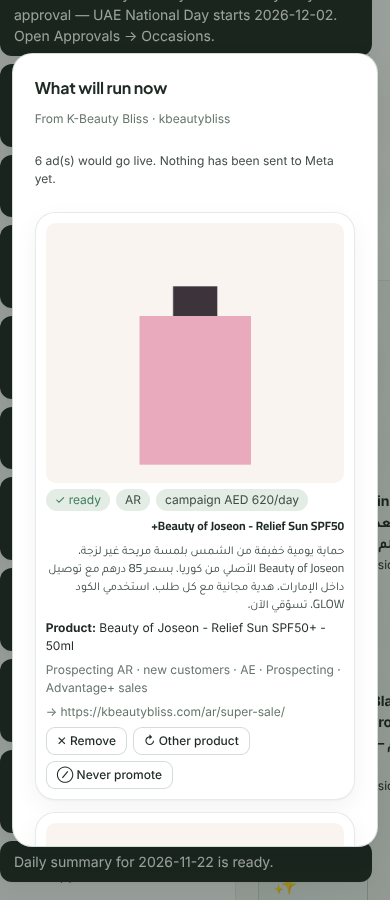 approval — UAE National Day starts 2026-12-02.
Open Approvals → Occasions.
What will run now
From K-Beauty Bliss · kbeautybliss
6 ad(s) would go live. Nothing has been sent to Meta
yet.
✓ ready
AR
campaign AED 620/day
Beauty of Joseon - Relief Sun SPF50+
حماية يومية خفيفة من الشمس بلمسة مريحة غير لزجة.
Beauty of Joseon الأصلي من كوريا. بسعر 85 درهم مع توصيل
داخل الإمارات. هدية مجانية مع كل طلب. استخدمي الكود
GLOW. تسوّقي الآن.
Product: Beauty of Joseon - Relief Sun SPF50+ -
50ml
Prospecting AR · new customers · AE · Prospecting ·
Advantage+ sales
→ https://kbeautybliss.com/ar/super-sale/
✕ Remove
↻ Other product
⊘ Never promote
Daily summary for 2026-11-22 is ready.